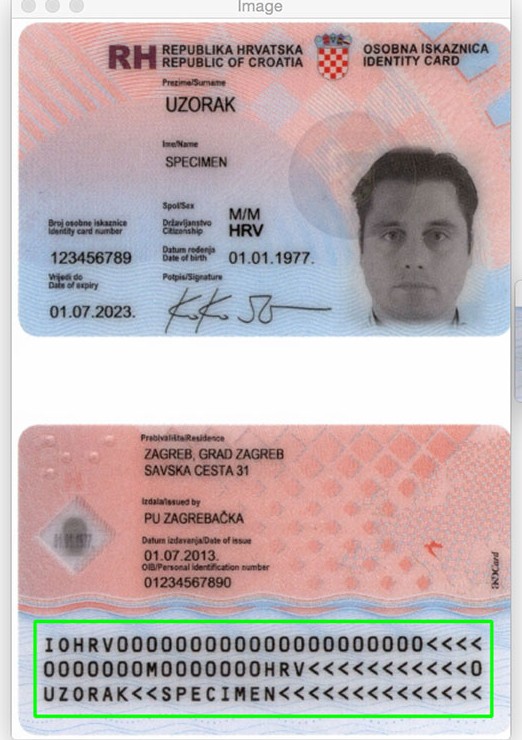 Image
RH REPUBLIKA HRVATSKA
REPUBLIC OF CROATIA
OSOBNA ISKAZNICA
IDENTITY CARD
Prezime/Surname
UZORAK
Ime/Name
SPECIMEN
Spol/Sex
M/M
Državljanstvo
Citizenship
HRV
Broj osobne iskaznice
Identity card number
123456789
Datum rođenja
Date of birth
01.01.1977.
Vrijedi do
Date of expiry
01.07.2023.
Potpis/Signature
Prebivalište/Residence
ZAGREB, GRAD ZAGREB
SAVSKA CESTA 31
Izdala/Issued by
PU ZAGREBAČKA
Datum izdavanja/Date of issue
01.07.2013.
OIB/Personal identification number
01234567890
IOHRV0000000000000000000000<<<<
0000000M0000000HRV<<<<<<<<<<<0
UZORAK<<SPECIMEN<<<<<<<<<<<<<<